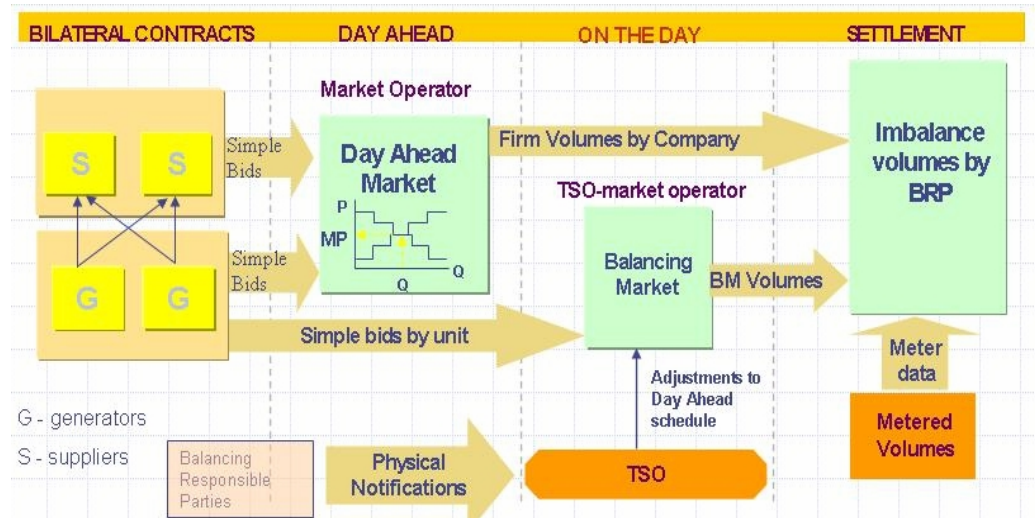 BILATERAL CONTRACTS
DAY AHEAD
ON THE DAY
SETTLEMENT
Market Operator
S
S
Simple
Bids
Day Ahead
Market
P
MP
Q
Q
Firm Volumes by Company
Imbalance
volumes by
BRP
TSO-market operator
G
G
Simple
Bids
Balancing
Market
BM Volumes
Simple bids by unit
Meter
data
Adjustments to
Day Ahead
schedule
Metered
Volumes
G - generators
S - suppliers
Balancing
Responsible
Parties
Physical
Notifications
TSO